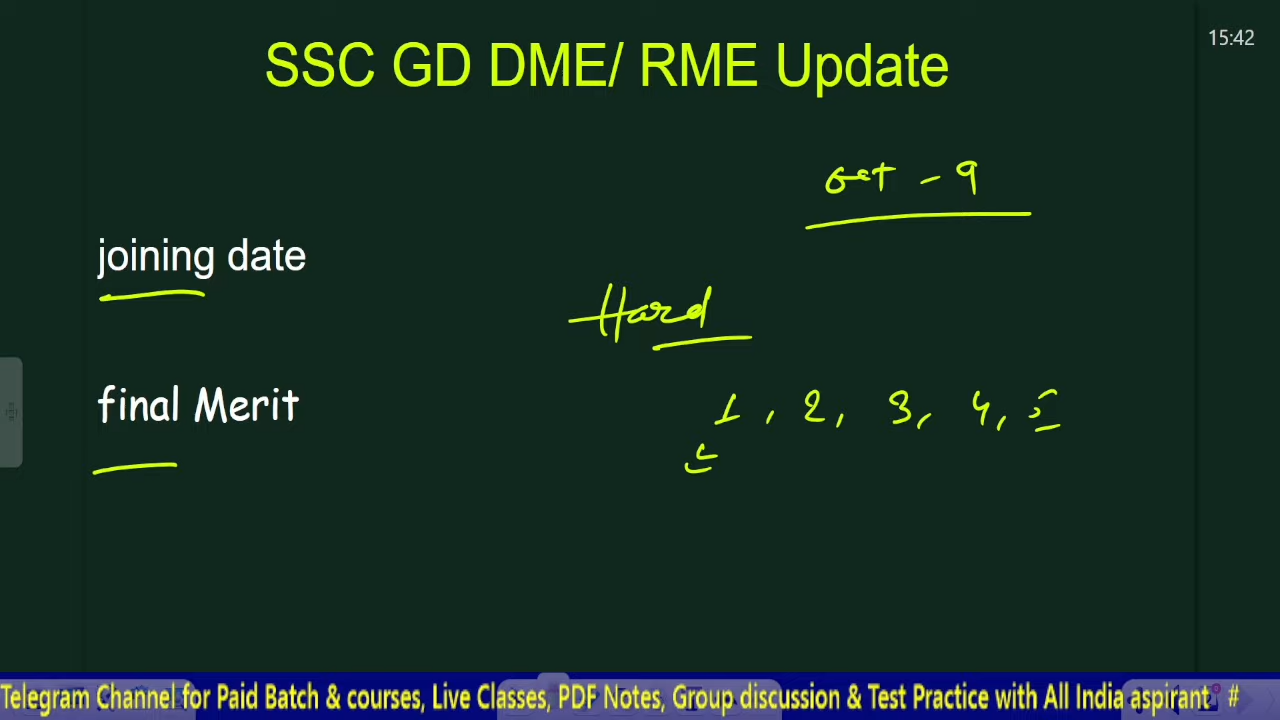 SSC GD DME/ RME Update
15:42
oct - 9
joining date
Hard
final Merit
1, 2, 3, 4, 5
Telegram Channel for Paid Batch & courses, Live Classes, PDF Notes, Group discussion & Test Practice with All India aspirant #